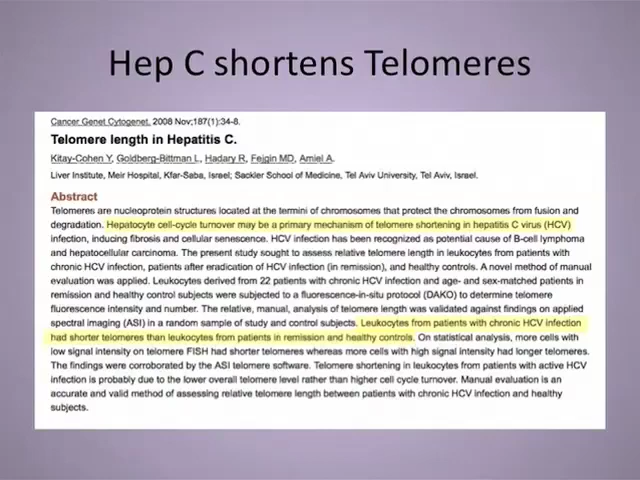 Hep C shortens Telomeres
Cancer Genet Cytogenet. 2008 Nov;187(1):34-8.
Telomere length in Hepatitis C.
Kitay-Cohen Y, Goldberg-Bittman L, Hadary R, Fejgin MD, Amiel A.
Liver Institute, Meir Hospital, Kfar-Saba, Israel; Sackler School of Medicine, Tel Aviv University, Tel Aviv, Israel.
Abstract
Telomeres are nucleoprotein structures located at the termini of chromosomes that protect the chromosomes from fusion and
degradation. Hepatocyte cell-cycle turnover may be a primary mechanism of telomere shortening in hepatitis C virus (HCV)
infection, inducing fibrosis and cellular senescence. HCV infection has been recognized as potential cause of B-cell lymphoma
and hepatocellular carcinoma. The present study sought to assess relative telomere length in leukocytes from patients with
chronic HCV infection, patients after eradication of HCV infection (in remission), and healthy controls. A novel method of manual
evaluation was applied. Leukocytes derived from 22 patients with chronic HCV infection and age- and sex-matched patients in
remission and healthy control subjects were subjected to a fluorescence-in-situ protocol (DAKO) to determine telomere
fluorescence intensity and number. The relative, manual, analysis of telomere length was validated against findings on applied
spectral imaging (ASI) in a random sample of study and control subjects. Leukocytes from patients with chronic HCV infection
had shorter telomeres than leukocytes from patients in remission and healthy controls. On statistical analysis, more cells with
low signal intensity on telomere FISH had shorter telomeres whereas more cells with high signal intensity had longer telomeres.
The findings were corroborated by the ASI telomere software. Telomere shortening in leukocytes from patients with active HCV
infection is probably due to the lower overall telomere level rather than higher cell cycle turnover. Manual evaluation is an
accurate and valid method of assessing relative telomere length between patients with chronic HCV infection and healthy
subjects.